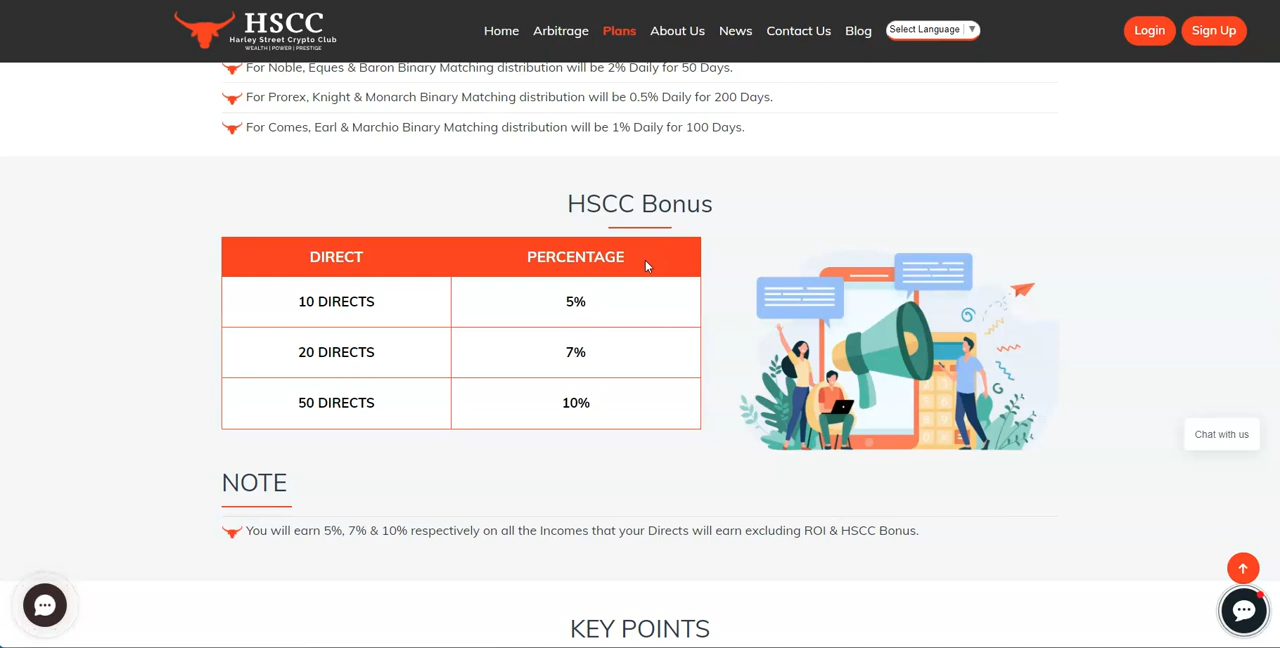 HSCC
Harley Street Crypto Club
WEALTH | POWER | PRESTIGE
Home Arbitrage Plans About Us News Contact Us Blog Select Language ▼ Login Sign Up
For Noble, Eques & Baron Binary Matching distribution will be 2% Daily for 50 Days.
For Prorex, Knight & Monarch Binary Matching distribution will be 0.5% Daily for 200 Days.
For Comes, Earl & Marchio Binary Matching distribution will be 1% Daily for 100 Days.
HSCC Bonus
DIRECT PERCENTAGE
10 DIRECTS 5%
20 DIRECTS 7%
50 DIRECTS 10%
Chat with us
NOTE
You will earn 5%, 7% & 10% respectively on all the Incomes that your Directs will earn excluding ROI & HSCC Bonus.
KEY POINTS